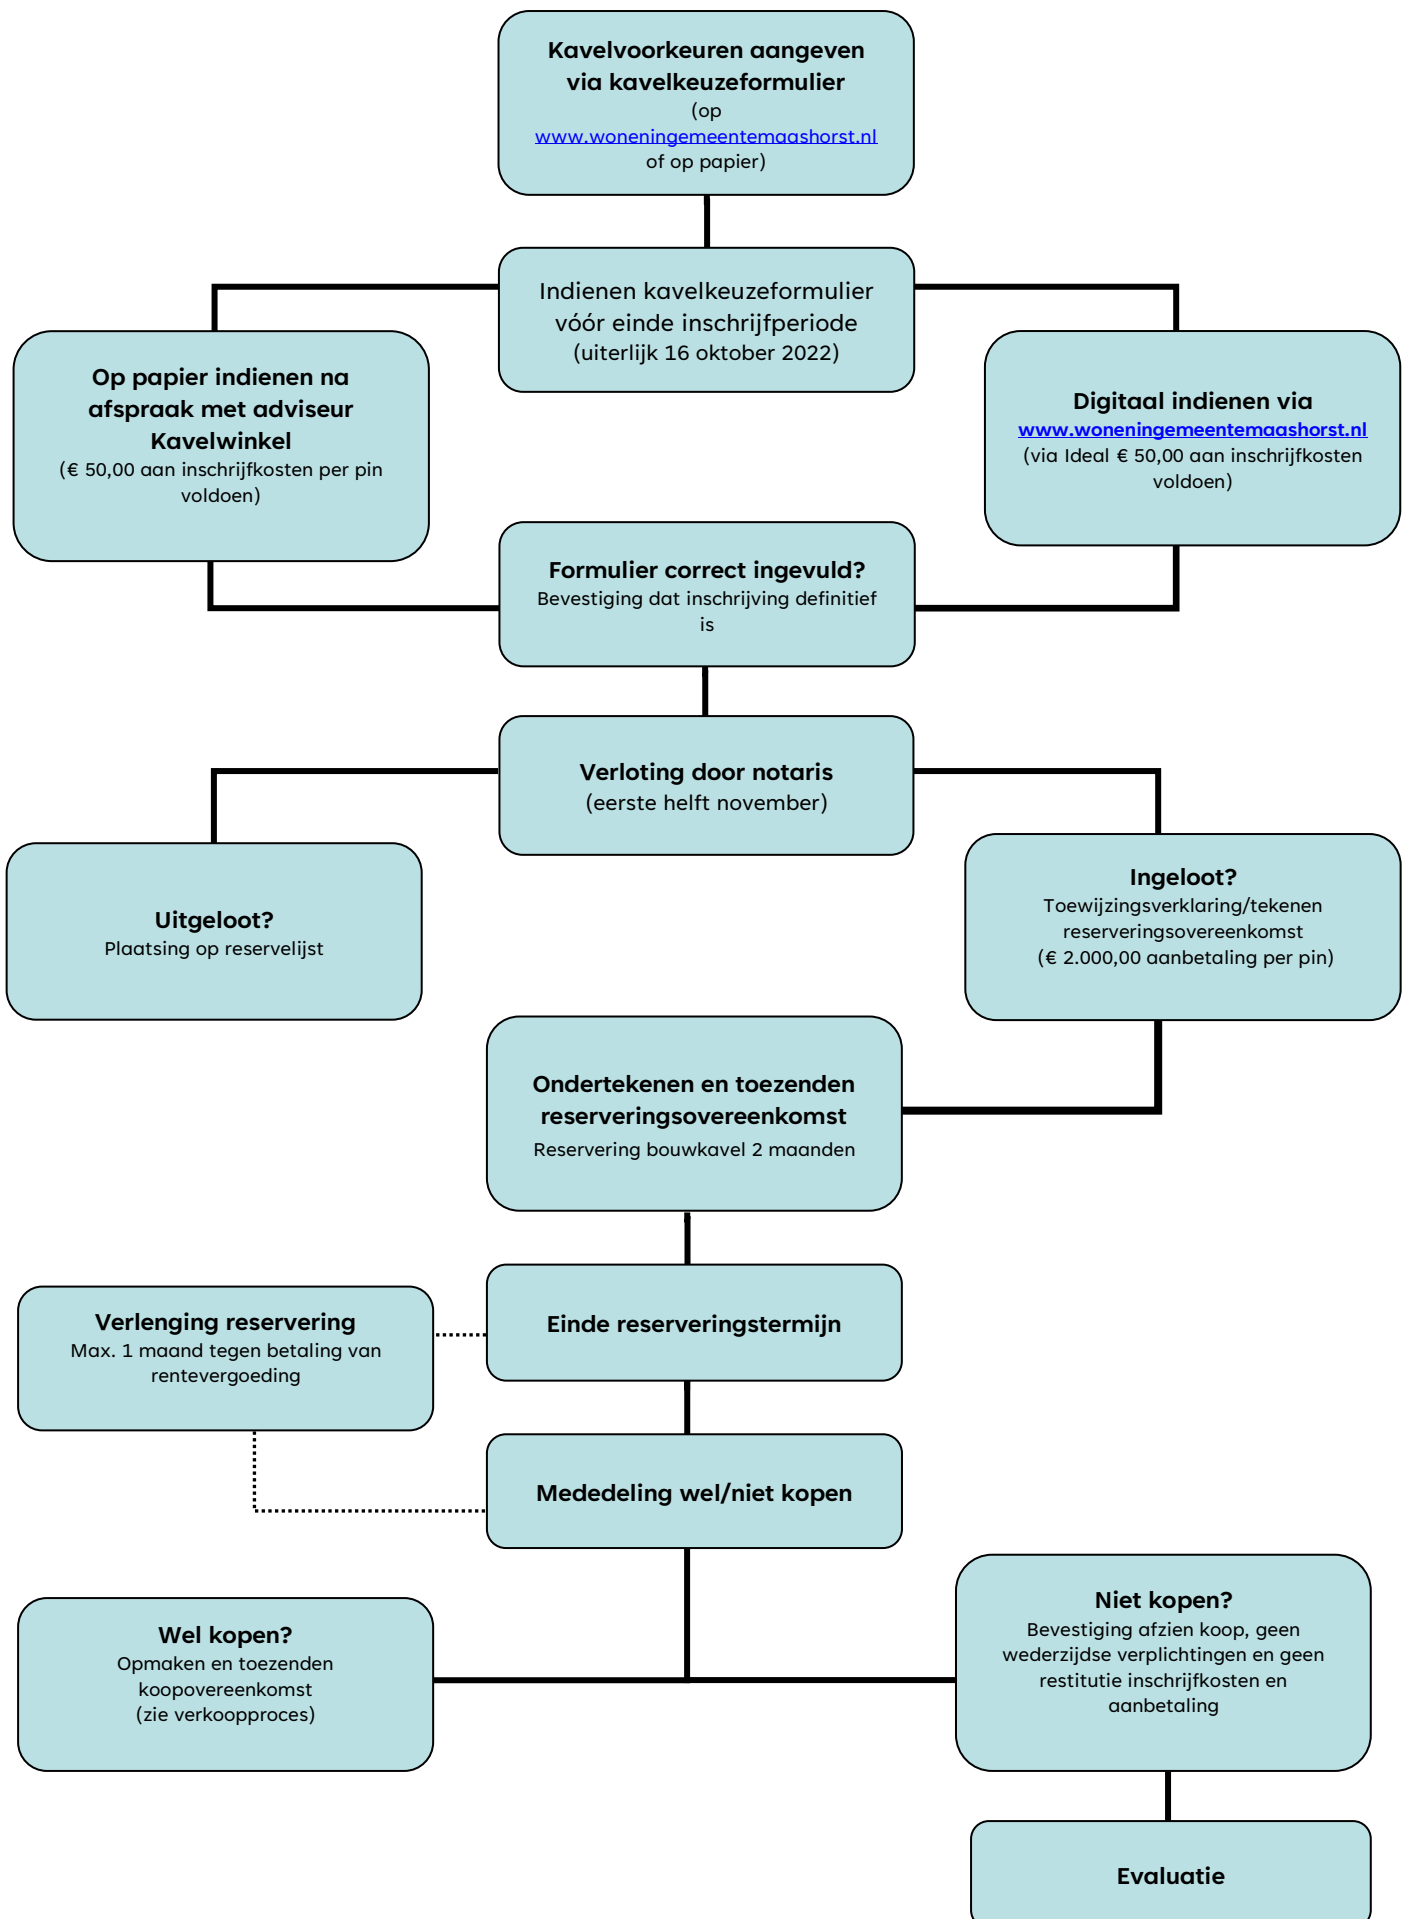 Kavelvoorkeuren aangeven
via kavelkeuzeformulier
(op
www.woneningemeentemaashorst.nl
of op papier)
Indienen kavelkeuzeformulier
vóór einde inschrijfperiode
(uiterlijk 16 oktober 2022)
Op papier indienen na
afspraak met adviseur
Kavelwinkel
(€ 50,00 aan inschrijfkosten per pin
voldoen)
Digitaal indienen via
www.woneningemeentemaashorst.nl
(via Ideal € 50,00 aan inschrijfkosten
voldoen)
Formulier correct ingevuld?
Bevestiging dat inschrijving definitief
is
Verloting door notaris
(eerste helft november)
Uitgeloot?
Plaatsing op reservelijst
Ingeloot?
Toewijzingsverklaring/tekenen
reserveringsovereenkomst
(€ 2.000,00 aanbetaling per pin)
Ondertekenen en toezenden
reserveringsovereenkomst
Reservering bouwkavel 2 maanden
Einde reserveringstermijn
Verlenging reservering
Max. 1 maand tegen betaling van
rentevergoeding
Mededeling wel/niet kopen
Wel kopen?
Opmaken en toezenden
koopovereenkomst
(zie verkoopproces)
Niet kopen?
Bevestiging afzien koop, geen
wederzijdse verplichtingen en geen
restitutie inschrijfkosten en
aanbetaling
Evaluatie